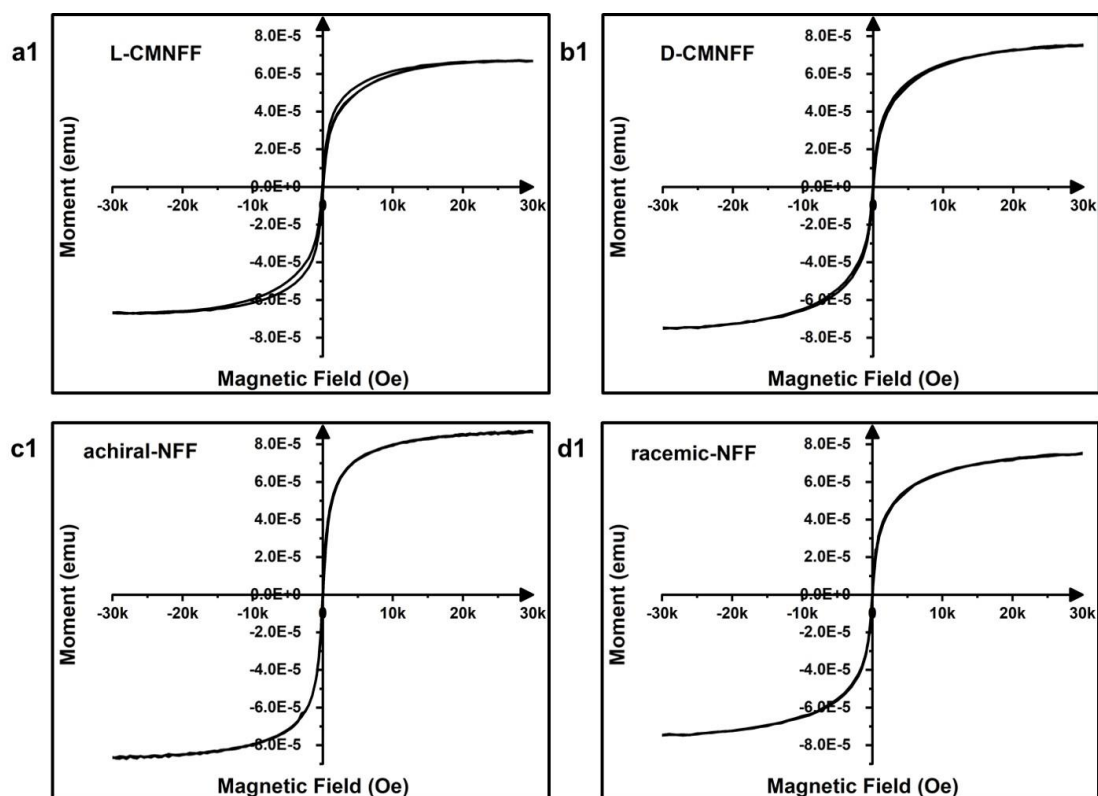 a1
L-CMNFF
Moment (emu)
8.0E-5
6.0E-5
4.0E-5
2.0E-5
0.0E+0
-30k -20k -10k 0 10k 20k 30k
-2.0E-5
-4.0E-5
-6.0E-5
-8.0E-5
Magnetic Field (Oe)
b1
D-CMNFF
Moment (emu)
8.0E-5
6.0E-5
4.0E-5
2.0E-5
0.0E+0
-30k -20k -10k 0 10k 20k 30k
-2.0E-5
-4.0E-5
-6.0E-5
-8.0E-5
Magnetic Field (Oe)
c1
achiral-NFF
Moment (emu)
8.0E-5
6.0E-5
4.0E-5
2.0E-5
0.0E+0
-30k -20k -10k 0 10k 20k 30k
-2.0E-5
-4.0E-5
-6.0E-5
-8.0E-5
Magnetic Field (Oe)
d1
racemic-NFF
Moment (emu)
8.0E-5
6.0E-5
4.0E-5
2.0E-5
0.0E+0
-30k -20k -10k 0 10k 20k 30k
-2.0E-5
-4.0E-5
-6.0E-5
-8.0E-5
Magnetic Field (Oe)